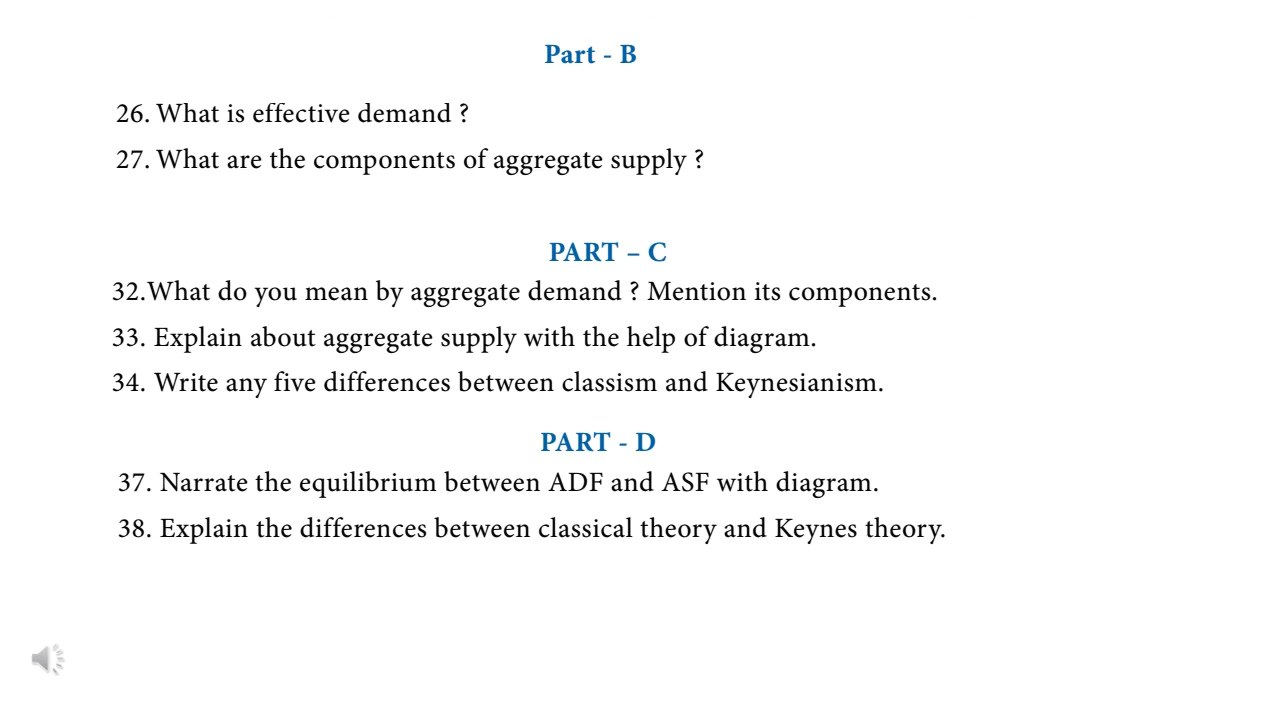 Part - B
26. What is effective demand ?
27. What are the components of aggregate supply ?
PART – C
32.What do you mean by aggregate demand ? Mention its components.
33. Explain about aggregate supply with the help of diagram.
34. Write any five differences between classism and Keynesianism.
PART - D
37. Narrate the equilibrium between ADF and ASF with diagram.
38. Explain the differences between classical theory and Keynes theory.